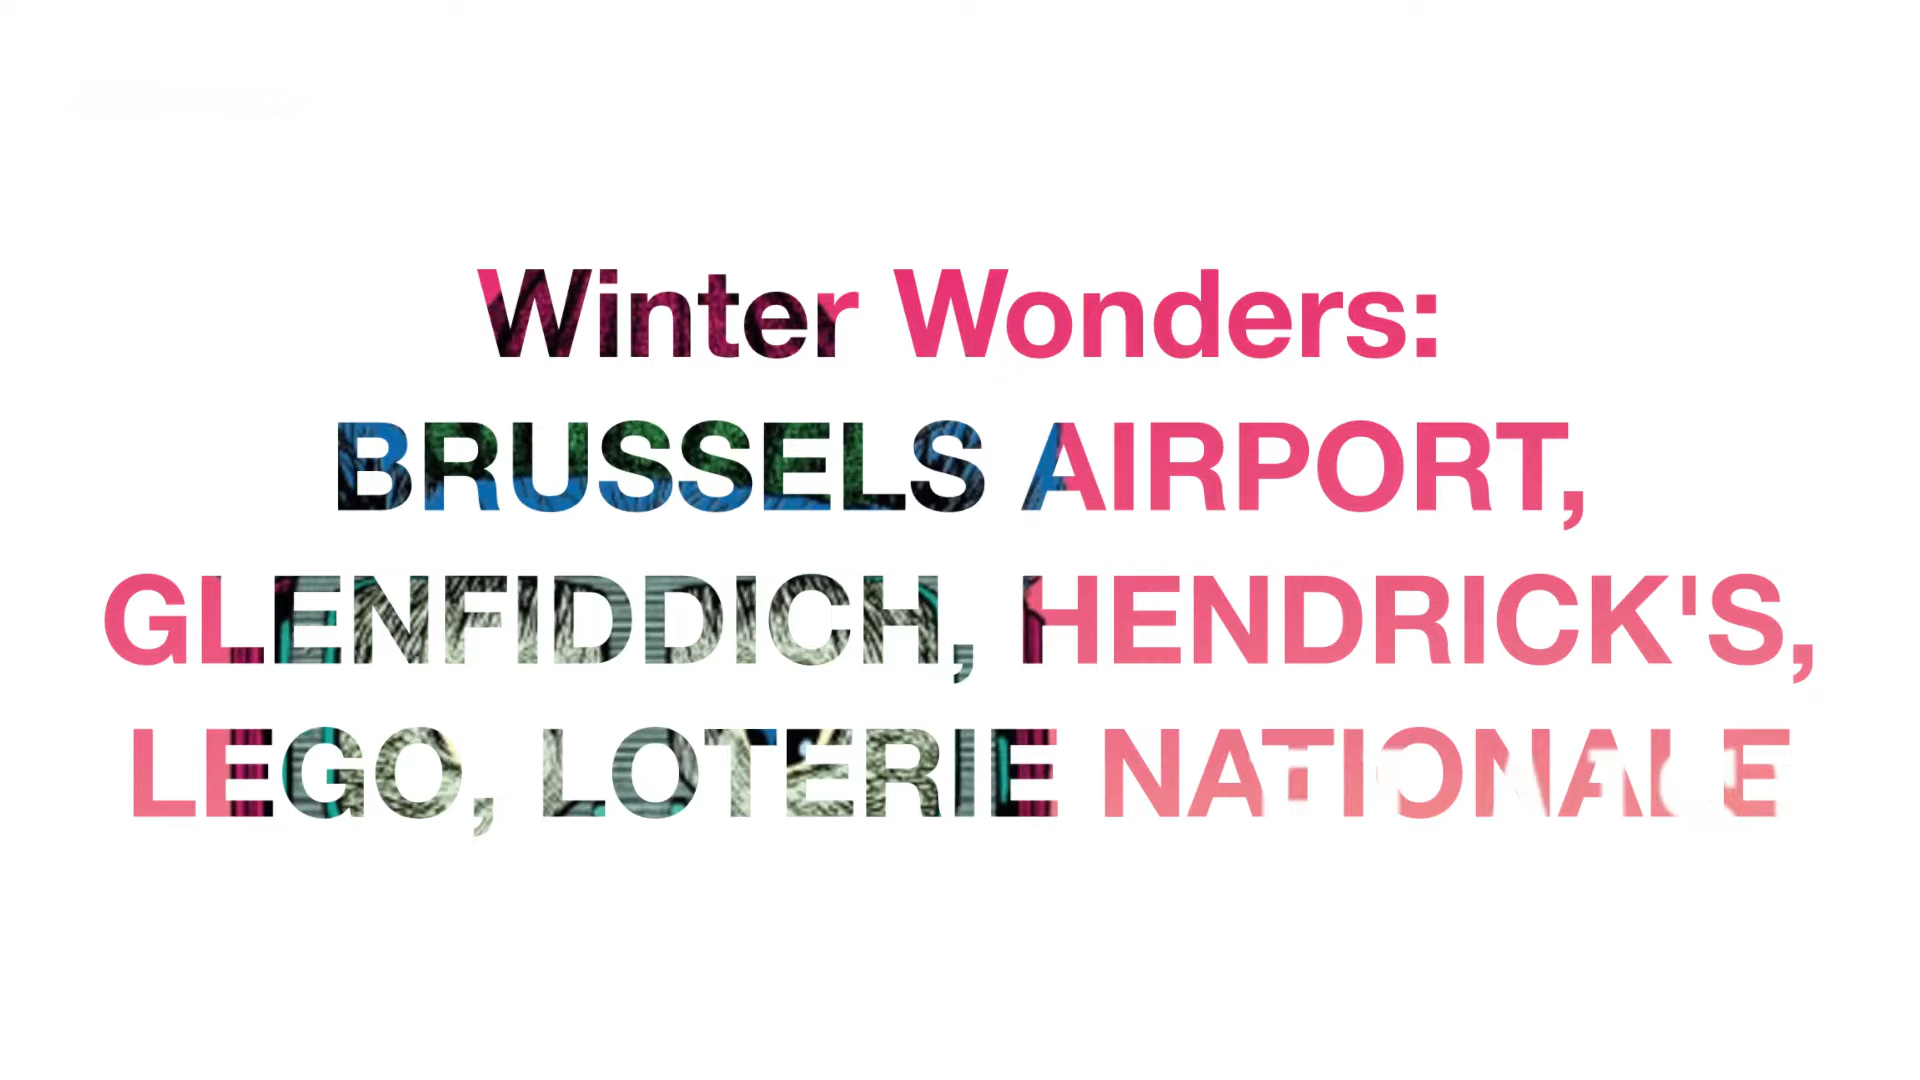 Winter Wonders:
BRUSSELS AIRPORT,
GLENFIDDICH, HENDRICK'S,
LEGO, LOTERIE NATIONALE